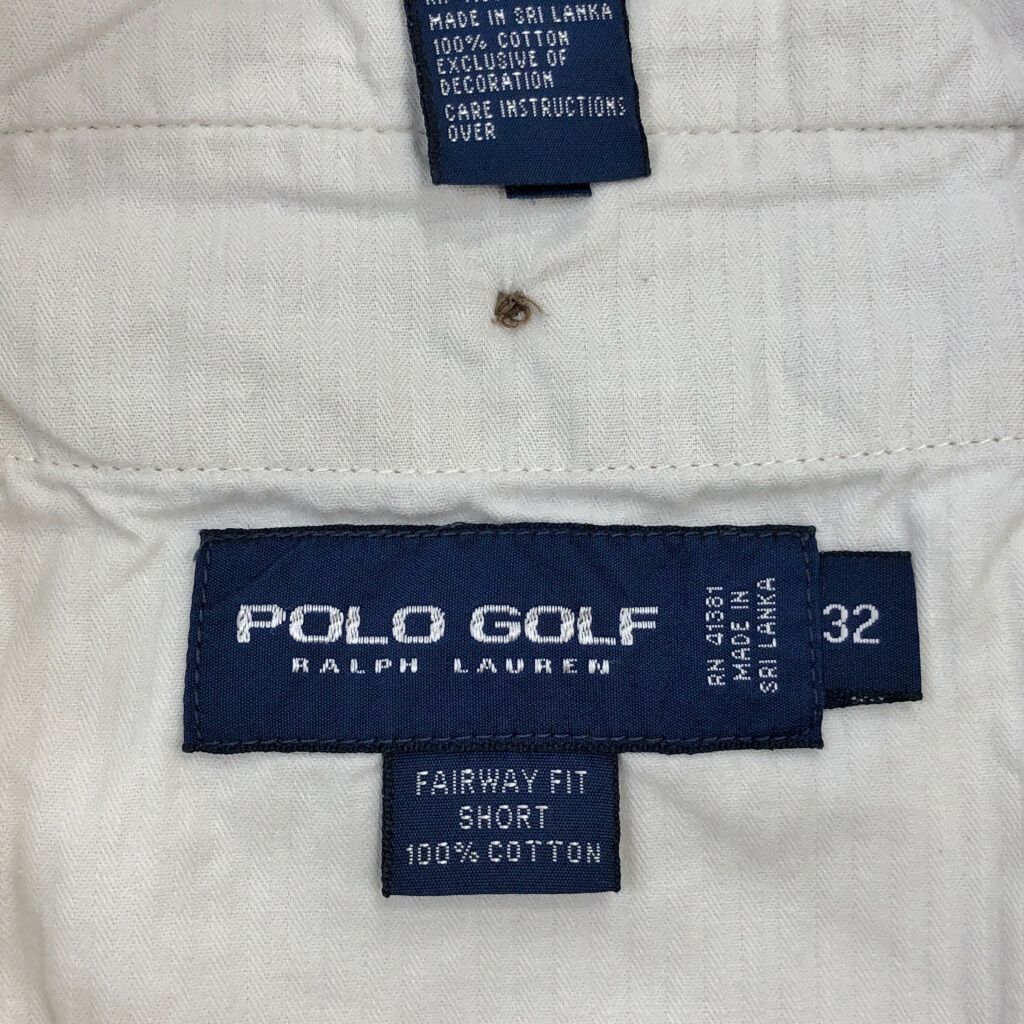 MADE IN SRI LANKA
100% COTTON
EXCLUSIVE OF
DECORATION
CARE INSTRUCTIONS
OVER
POLO GOLF
RALPH LAUREN
RN 41381
MADE IN
SRI LANKA
32
FAIRWAY FIT
SHORT
100% COTTON